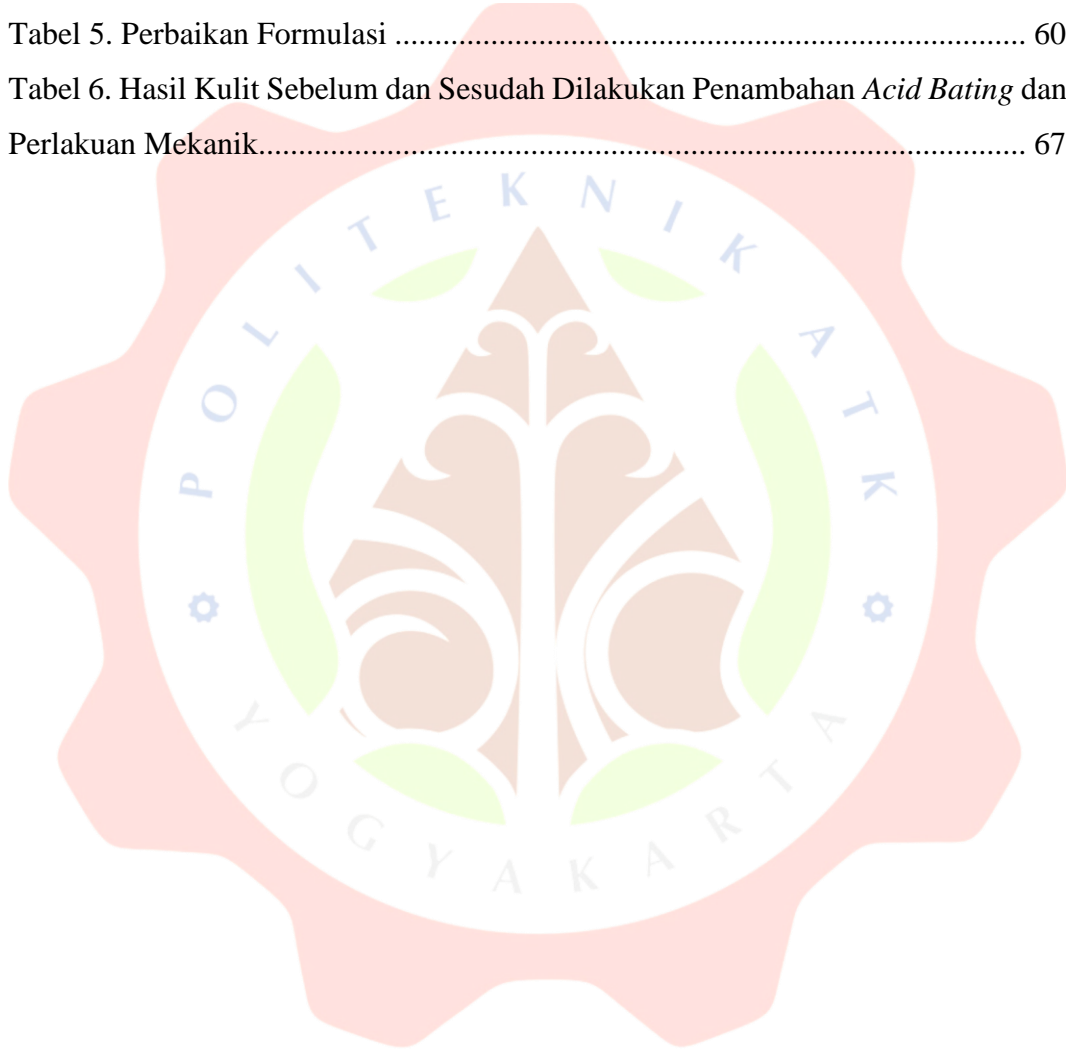 Tabel 5. Perbaikan Formulasi ............................................................................. 60
Tabel 6. Hasil Kulit Sebelum dan Sesudah Dilakukan Penambahan Acid Bating dan
Perlakuan Mekanik............................................................................................... 67
POLITEKNIK ATK
YOGYAKARTA